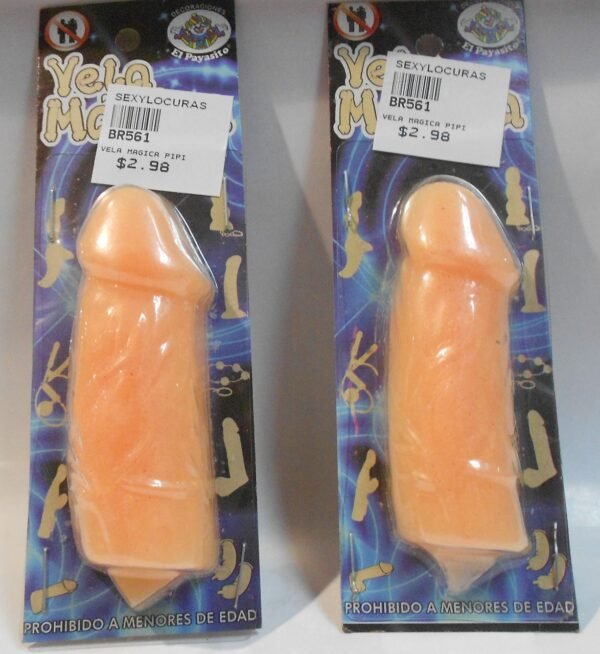 DECORACIONES
El Payasito
Vela
SEXYLOCURAS
BR561
VELA MAGICA PIPI
$2.98
PROHIBIDO A MENORES DE EDAD
El Payasito
SEXYLOCURAS
BR561
VELA MAGICA PIPI
$2.98
PROHIBIDO A MENORES DE EDAD